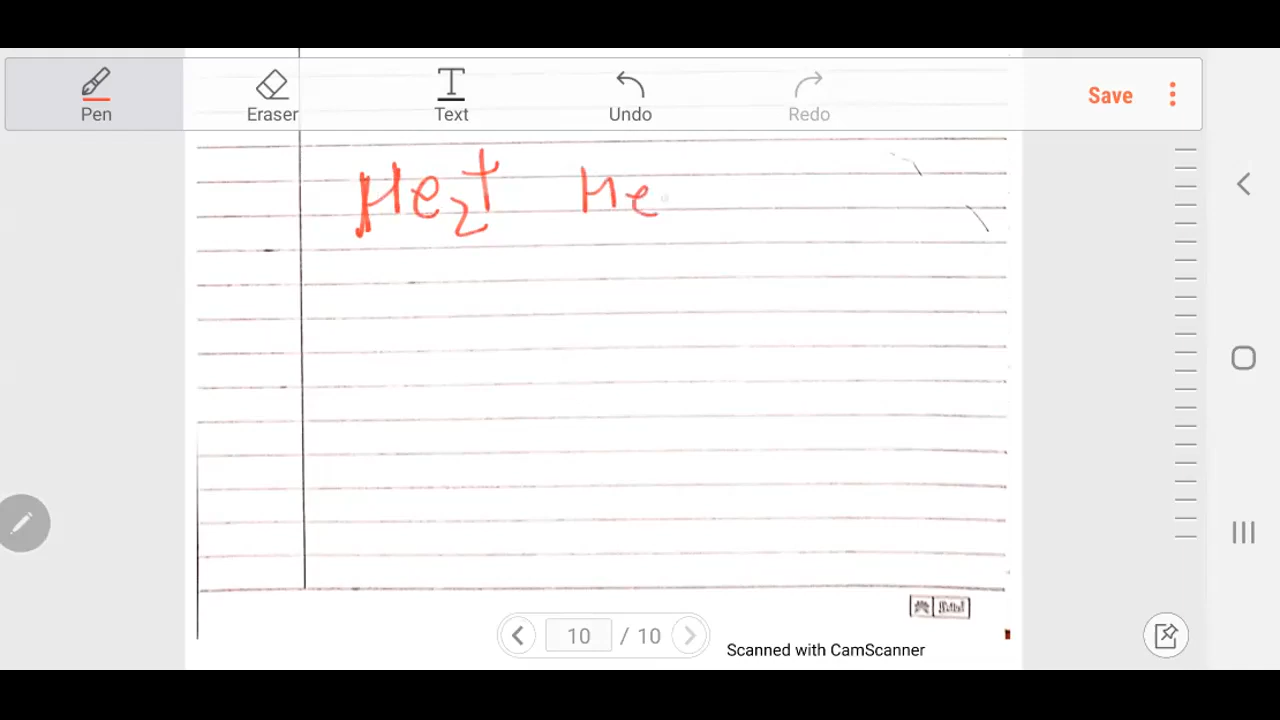 Pen
Eraser
Text
Undo
Redo
Save
He₂⁺ He
10 / 10
Scanned with CamScanner